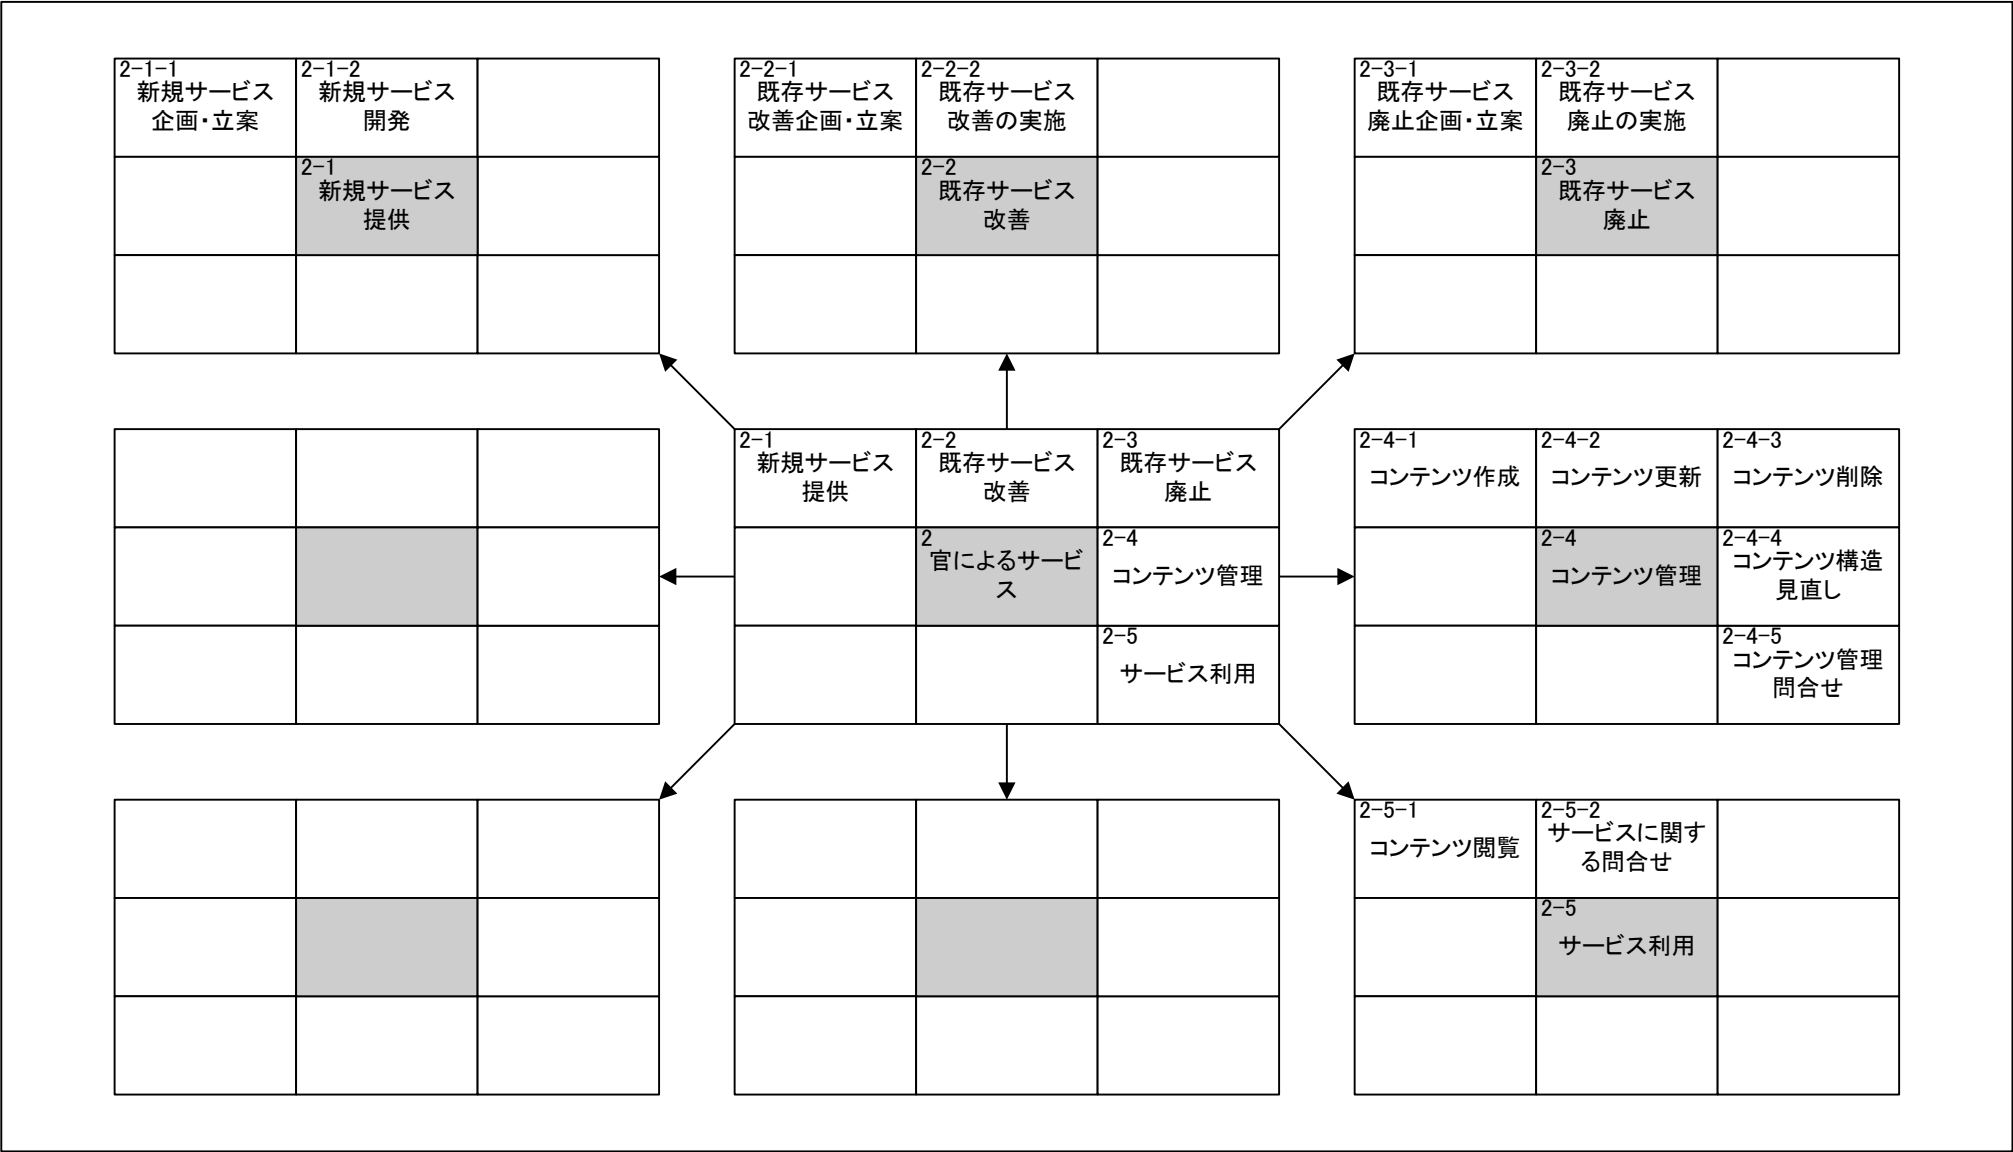 2-1-1
新規サービス
企画・立案
2-1-2
新規サービス
開発
2-1
新規サービス
提供
2-2-1
既存サービス
改善企画・立案
2-2-2
既存サービス
改善の実施
2-2
既存サービス
改善
2-3-1
既存サービス
廃止企画・立案
2-3-2
既存サービス
廃止の実施
2-3
既存サービス
廃止
2-1
新規サービス
提供
2-2
既存サービス
改善
2-3
既存サービス
廃止
2
官によるサービ
ス
2-4
コンテンツ管理
2-5
サービス利用
2-4-1
コンテンツ作成
2-4-2
コンテンツ更新
2-4-3
コンテンツ削除
2-4
コンテンツ管理
2-4-4
コンテンツ構造
見直し
2-4-5
コンテンツ管理
問合せ
2-5-1
コンテンツ閲覧
2-5-2
サービスに関す
る問合せ
2-5
サービス利用